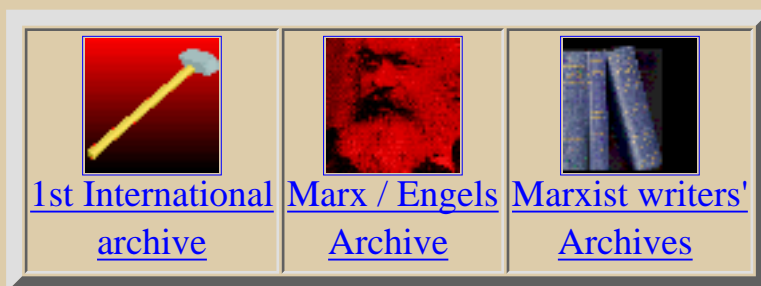 1st International
archive
Marx / Engels
Archive
Marxist writers'
Archives